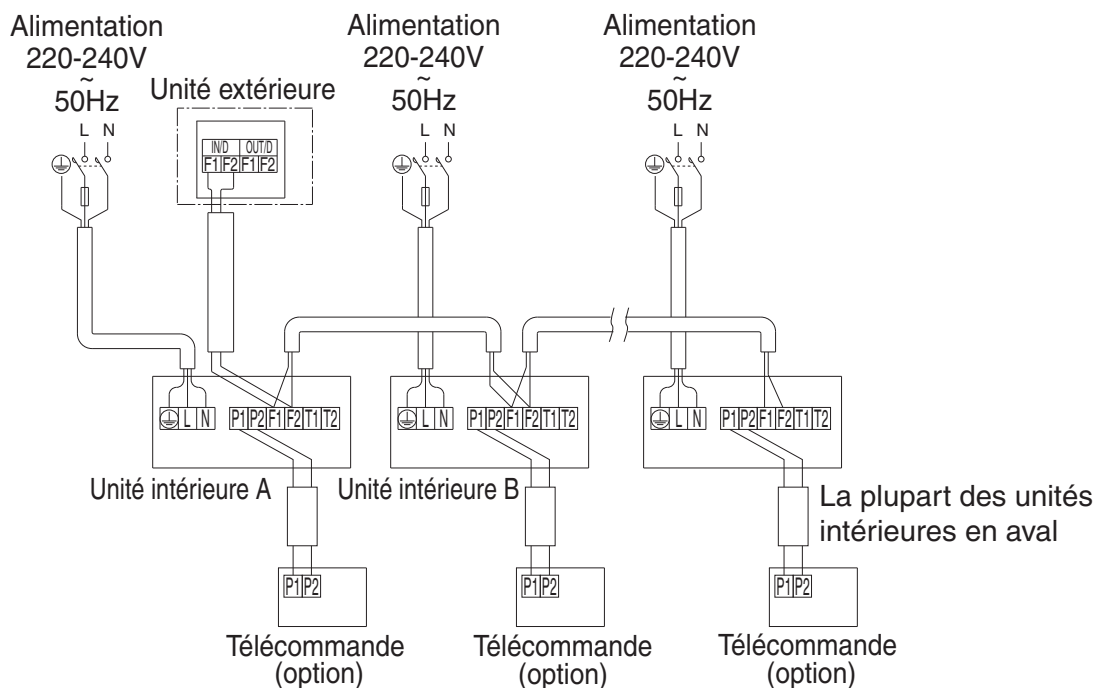 Alimentation
220-240V
~
50Hz
L N
Unité extérieure
IN/D OUT/D
F1 F2 F1 F2
Alimentation
220-240V
~
50Hz
L N
Alimentation
220-240V
~
50Hz
L N
L N
P1 P2 F1 F2 T1 T2
L N
P1 P2 F1 F2 T1 T2
L N
P1 P2 F1 F2 T1 T2
Unité intérieure A
Unité intérieure B
La plupart des unités
intérieures en aval
P1 P2
P1 P2
P1 P2
Télécommande
(option)
Télécommande
(option)
Télécommande
(option)